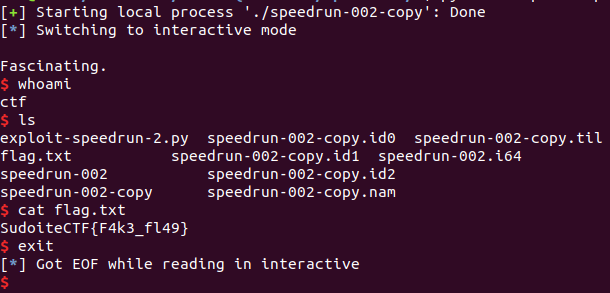 [+] Starting local process './speedrun-002-copy': Done
[*] Switching to interactive mode
Fascinating.
$ whoami
ctf
$ ls
exploit-speedrun-2.py  speedrun-002-copy.id0  speedrun-002-copy.til
flag.txt               speedrun-002-copy.id1  speedrun-002.i64
speedrun-002           speedrun-002-copy.id2
speedrun-002-copy      speedrun-002-copy.nam
$ cat flag.txt
SudoiteCTF{F4k3_fl49}
$ exit
[*] Got EOF while reading in interactive
$